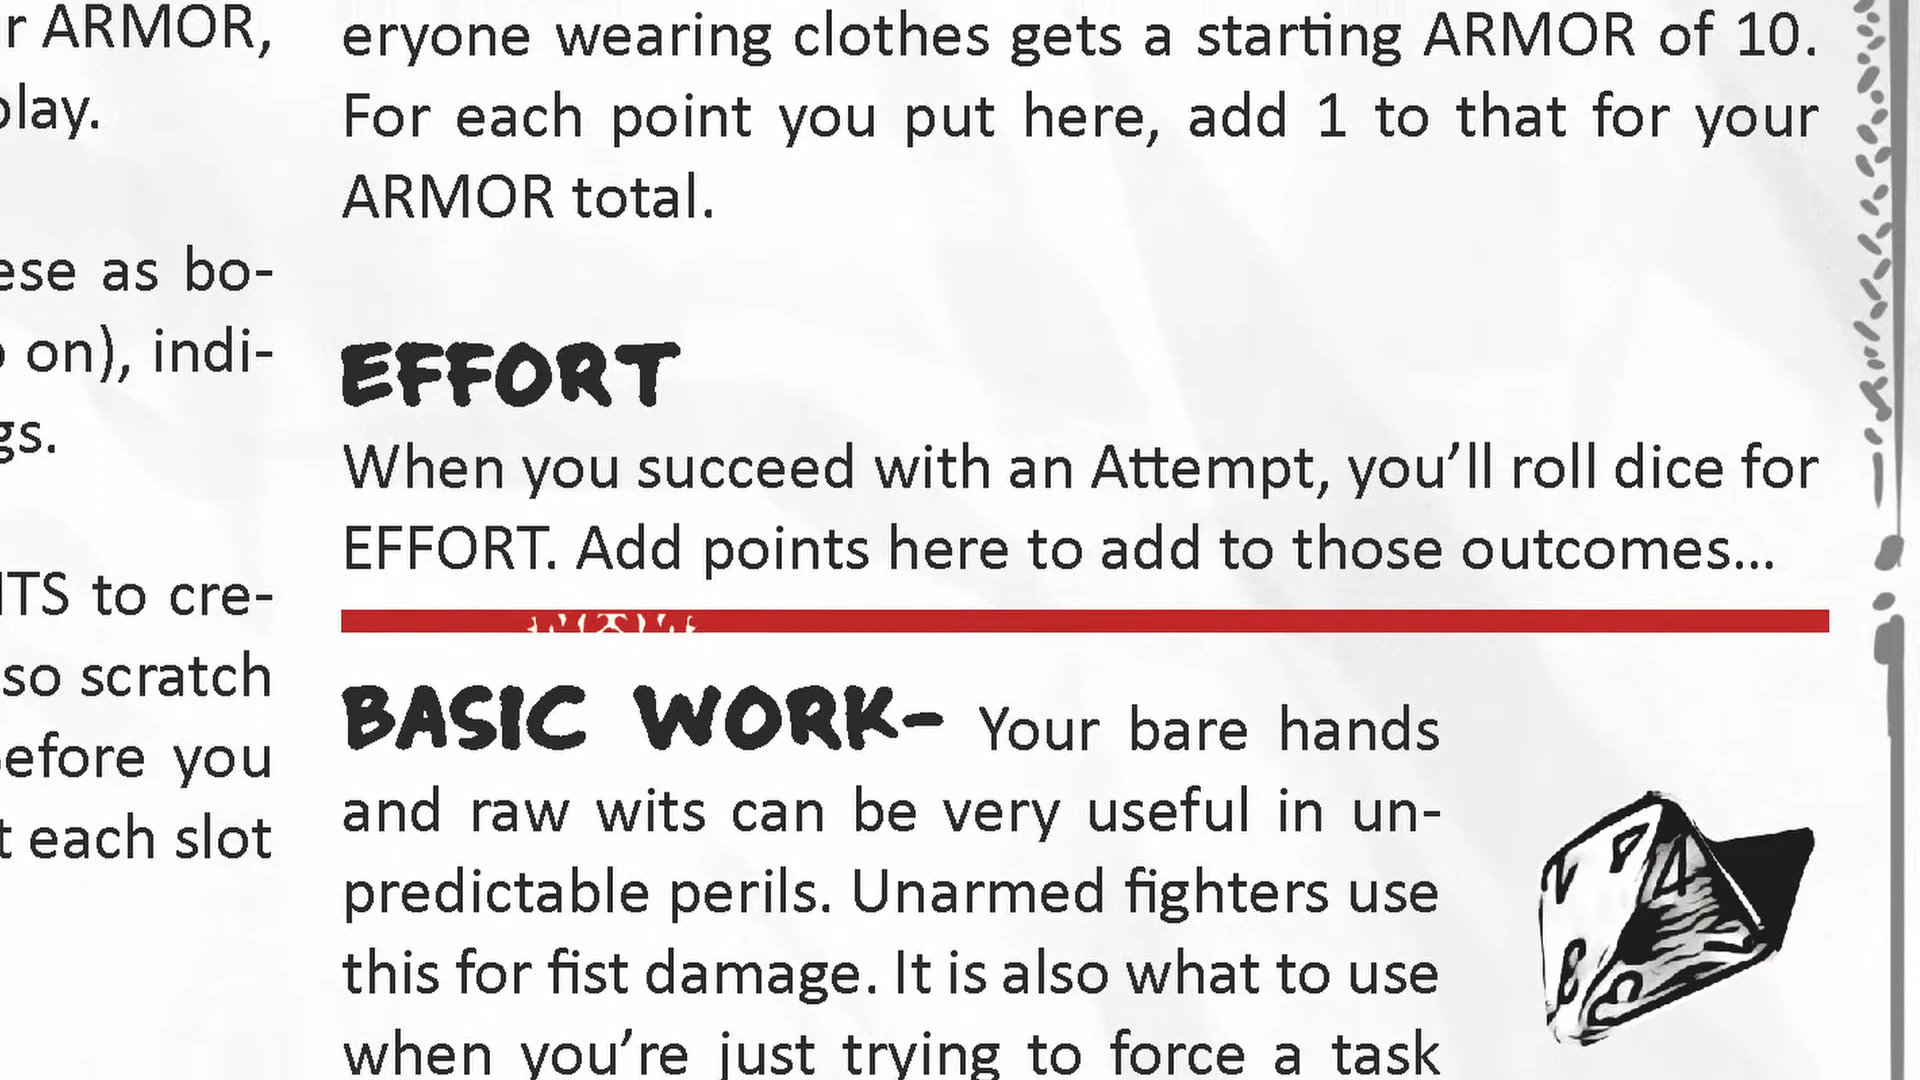 r ARMOR,
play.
ese as bo-
on), indi-
gs.
ITS to cre-
so scratch
Before you
t each slot
eryone wearing clothes gets a starting ARMOR of 10.
For each point you put here, add 1 to that for your
ARMOR total.
EFFORT
When you succeed with an Attempt, you’ll roll dice for
EFFORT. Add points here to add to those outcomes...
BASIC WORK- Your bare hands
and raw wits can be very useful in un-
predictable perils. Unarmed fighters use
this for fist damage. It is also what to use
when you’re just trying to force a task